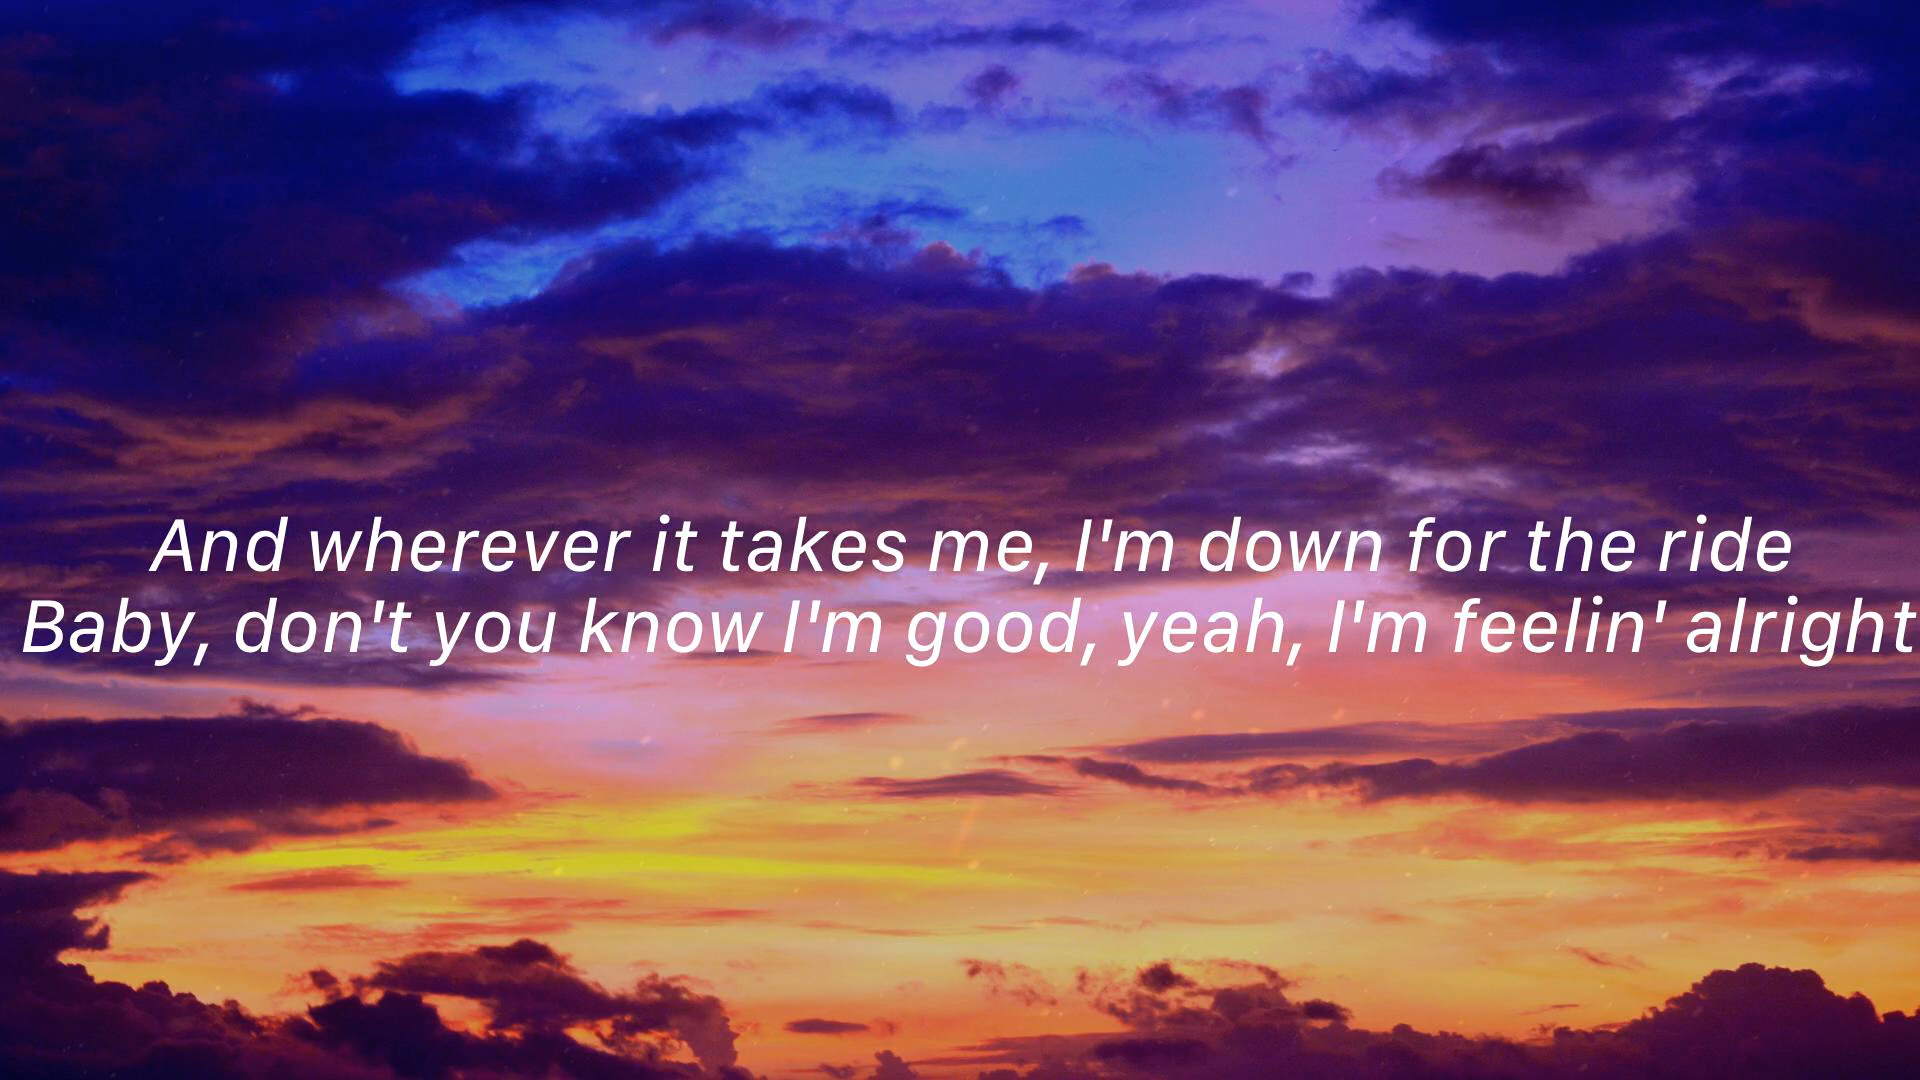 And wherever it takes me, I'm down for the ride
Baby, don't you know I'm good, yeah, I'm feelin' alright